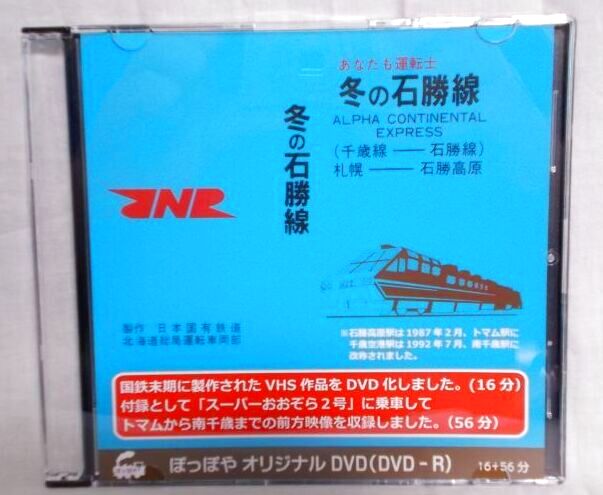 あなたも運転士
冬の石勝線
ALPHA CONTINENTAL
EXPRESS
(千歳線――石勝線)
札幌――石勝高原
冬の石勝線
JNR
製作 日本国有鉄道
北海道総局運転車両部
※石勝高原駅は1987年2月、トマム駅に
千歳空港駅は1992年7月、南千歳駅に
改称されました。
国鉄末期に製作されたVHS作品をDVD化しました。(16分)
付録として「スーパーおおぞら2号」に乗車して
トマムから南千歳までの前方映像を収録しました。(56分)
ぽっぽや オリジナルDVD(DVD-R) 16+56分